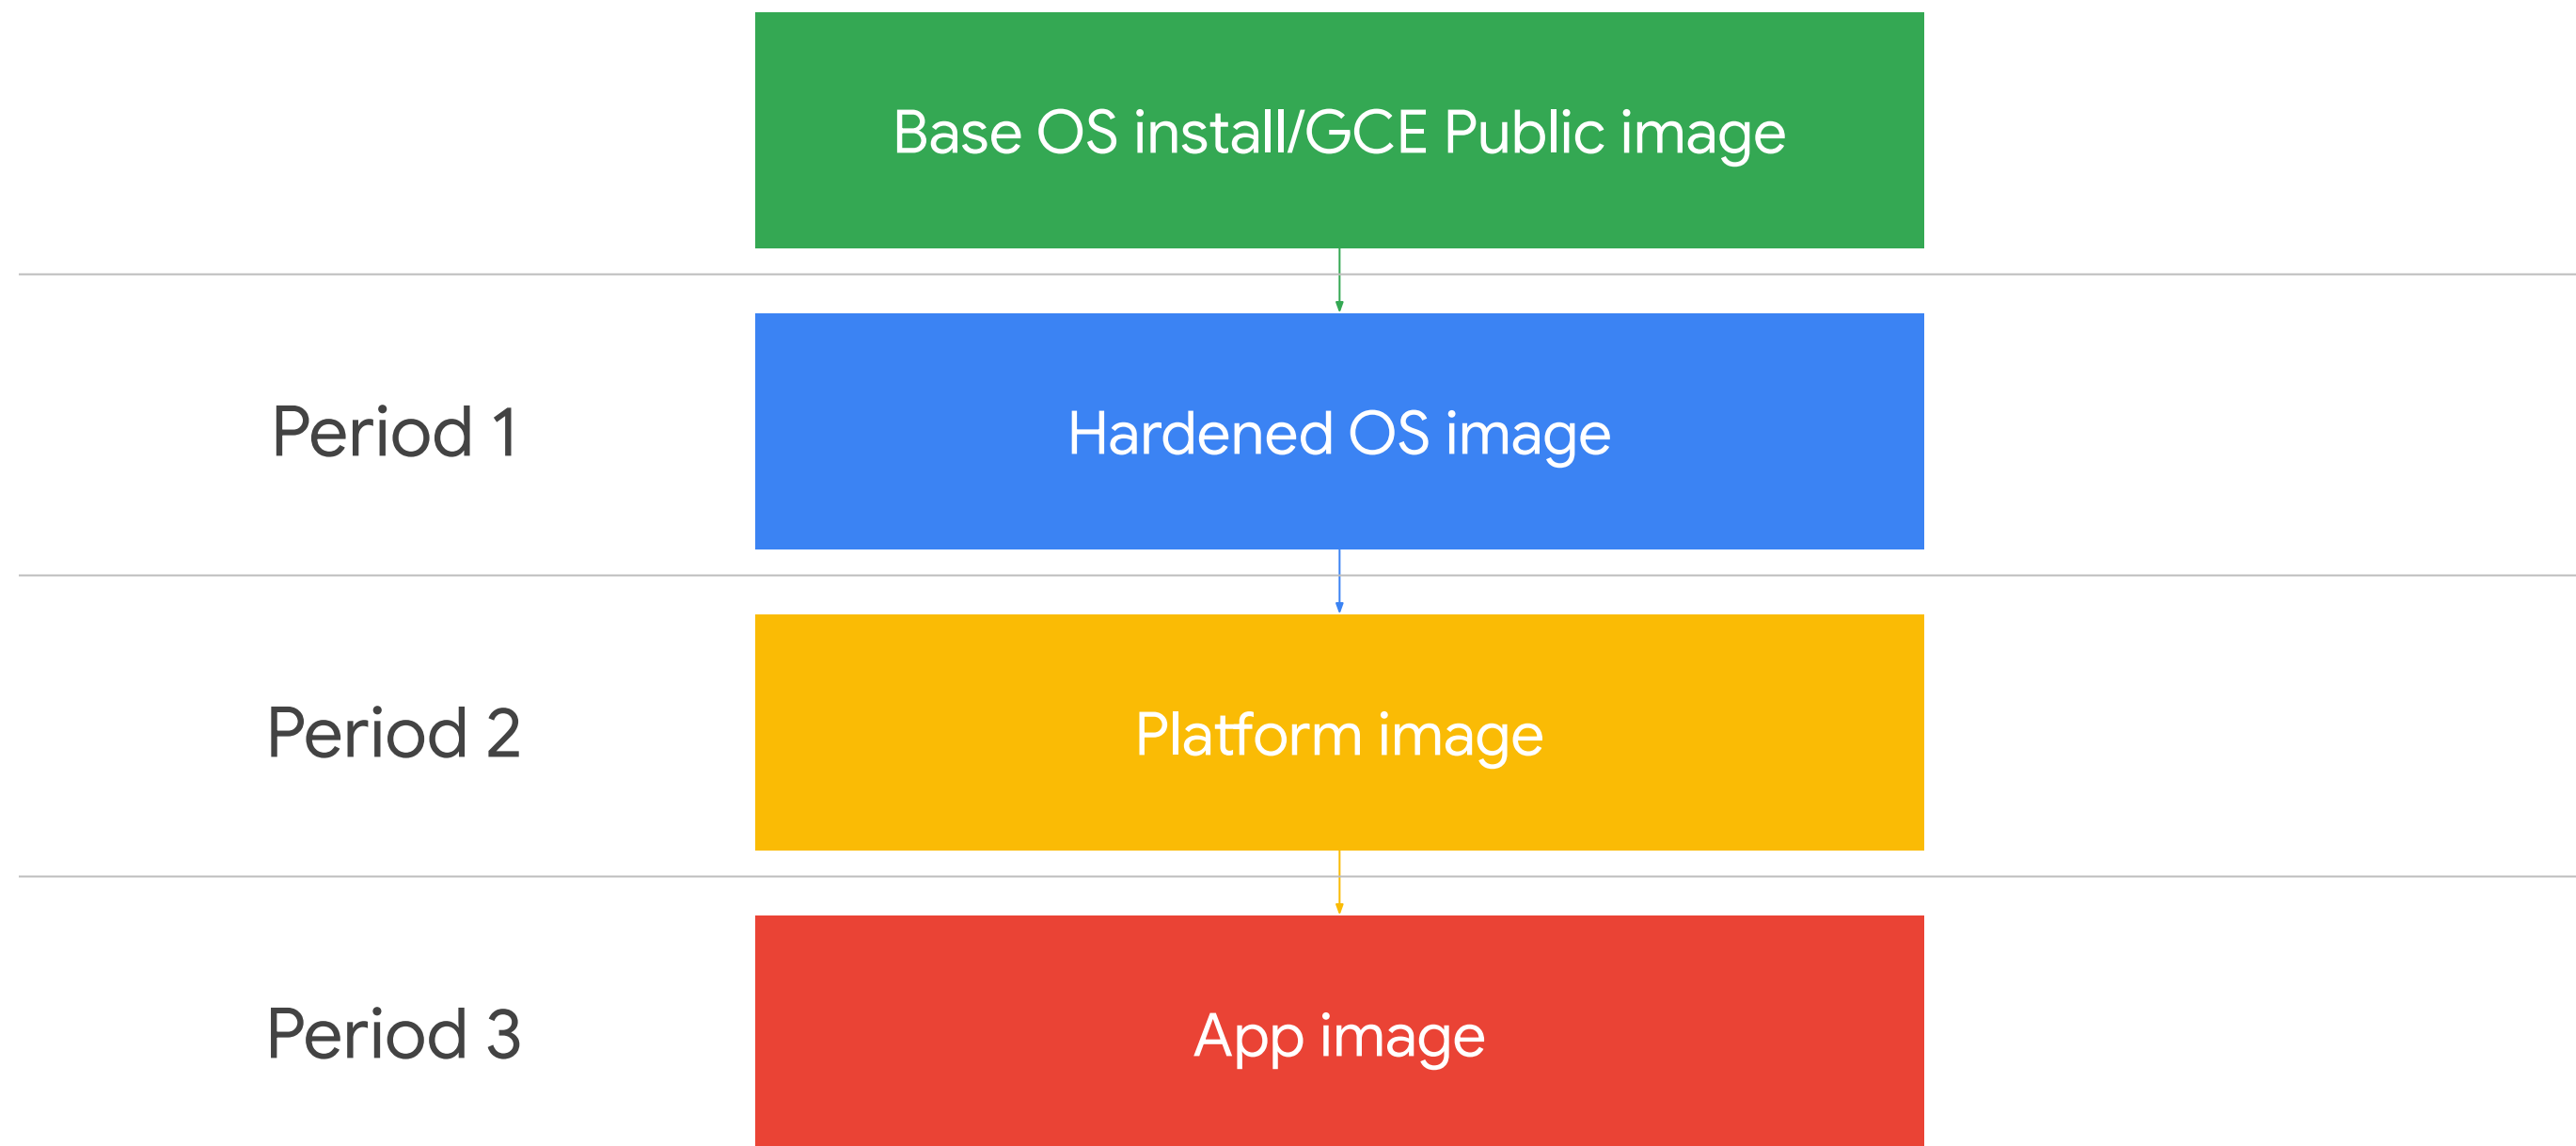 Base OS install/GCE Public image
Period 1
Hardened OS image
Period 2
Platform image
Period 3
App image